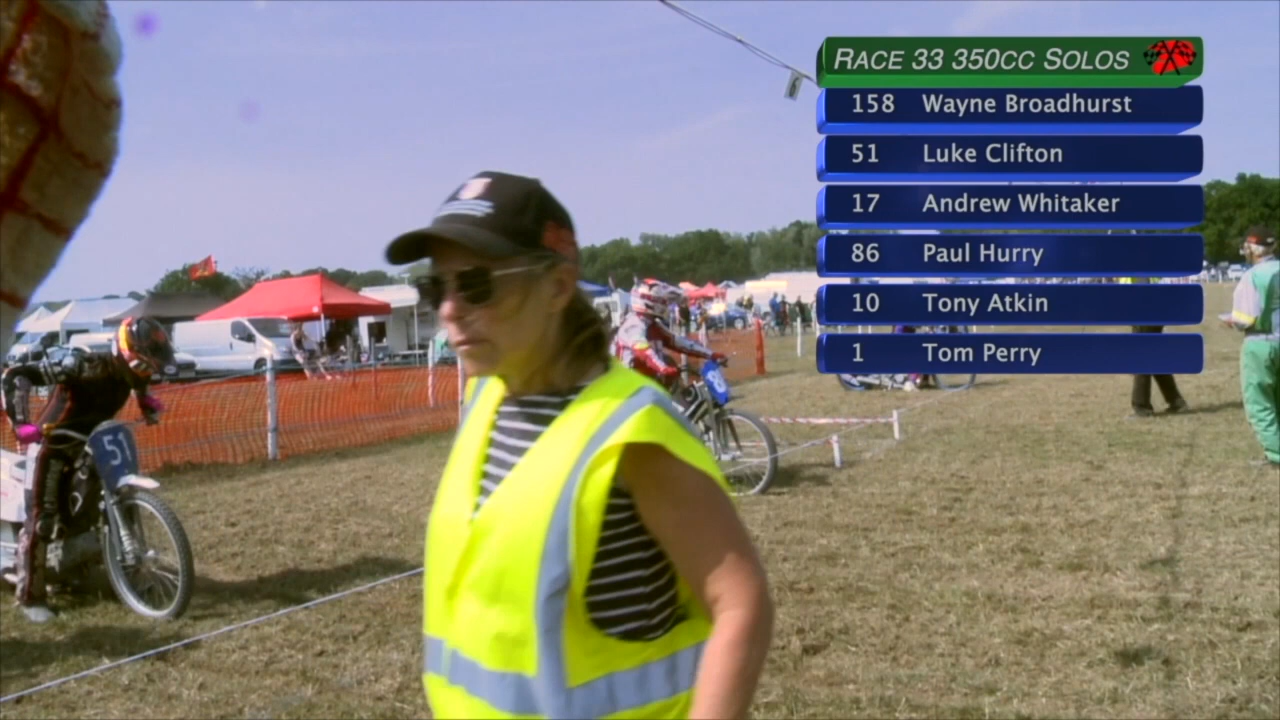 RACE 33 350CC SOLOS
158 Wayne Broadhurst
51 Luke Clifton
17 Andrew Whitaker
86 Paul Hurry
10 Tony Atkin
1 Tom Perry
51